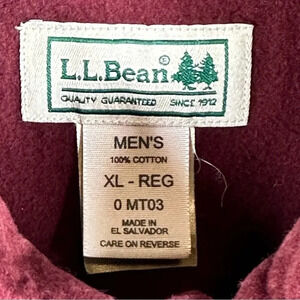 L.L.Bean
QUALITY GUARANTEED SINCE 1912
MEN'S
100% COTTON
XL - REG
0 MT03
MADE IN
EL SALVADOR
CARE ON REVERSE